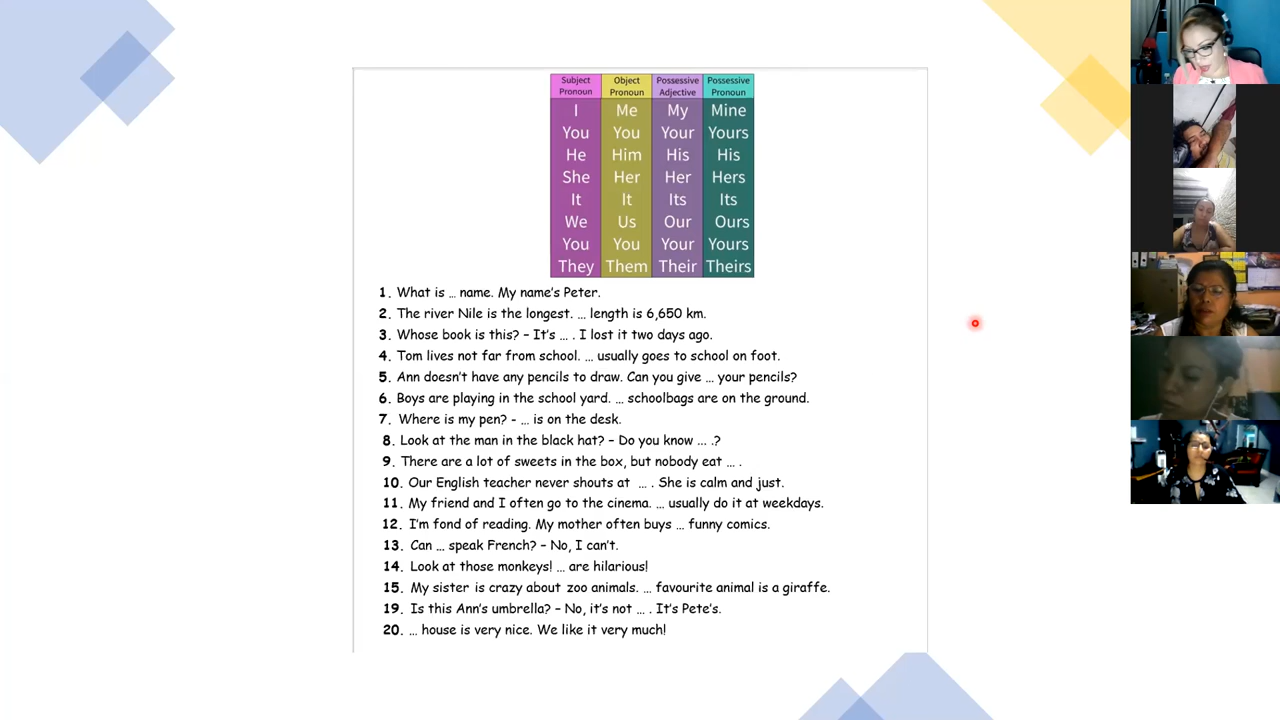 Subject Pronoun Object Pronoun Possessive Adjective Possessive Pronoun
I Me My Mine
You You Your Yours
He Him His His
She Her Her Hers
It It Its Its
We Us Our Ours
You You Your Yours
They Them Their Theirs
1. What is … name. My name's Peter.
2. The river Nile is the longest. … length is 6,650 km.
3. Whose book is this? – It's … . I lost it two days ago.
4. Tom lives not far from school. … usually goes to school on foot.
5. Ann doesn't have any pencils to draw. Can you give … your pencils?
6. Boys are playing in the school yard. … schoolbags are on the ground.
7. Where is my pen? - … is on the desk.
8. Look at the man in the black hat? – Do you know … .?
9. There are a lot of sweets in the box, but nobody eat … .
10. Our English teacher never shouts at … . She is calm and just.
11. My friend and I often go to the cinema. … usually do it at weekdays.
12. I'm fond of reading. My mother often buys … funny comics.
13. Can … speak French? – No, I can't.
14. Look at those monkeys! … are hilarious!
15. My sister is crazy about zoo animals. … favourite animal is a giraffe.
19. Is this Ann's umbrella? – No, it's not … . It's Pete's.
20. … house is very nice. We like it very much!